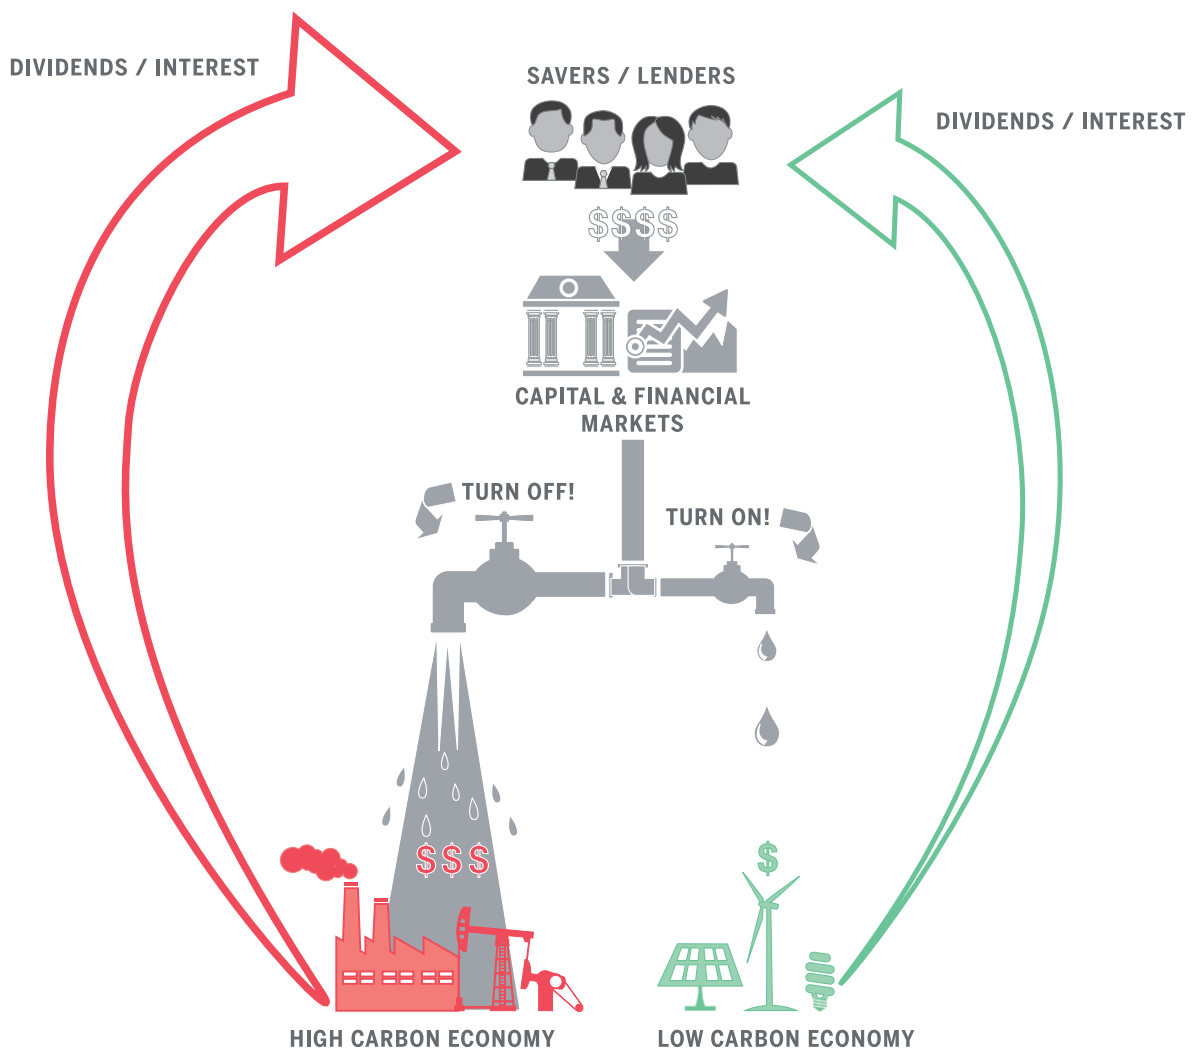 DIVIDENDS / INTEREST
SAVERS / LENDERS
DIVIDENDS / INTEREST
$$$$
CAPITAL & FINANCIAL
MARKETS
TURN OFF!
TURN ON!
$$$
$
HIGH CARBON ECONOMY
LOW CARBON ECONOMY